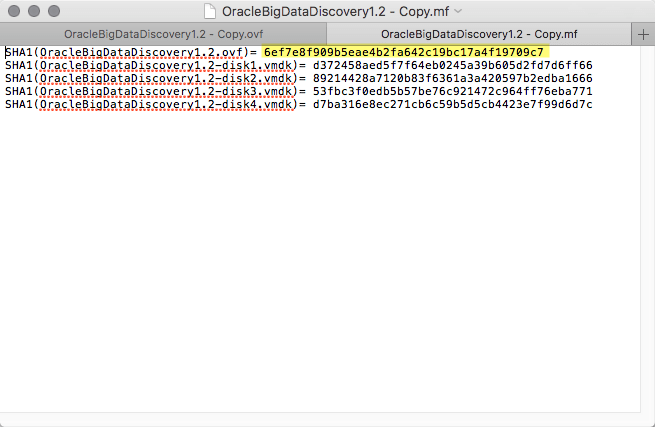 OracleBigDataDiscovery1.2 - Copy.mf
OracleBigDataDiscovery1.2 - Copy.ovf
OracleBigDataDiscovery1.2 - Copy.mf
SHA1(OracleBigDataDiscovery1.2.ovf)= 6ef7e8f909b5eae4b2fa642c19bc17a4f19709c7
SHA1(OracleBigDataDiscovery1.2-disk1.vmdk)= d372458aed5f7f64eb0245a39b605d2fd7d6ff66
SHA1(OracleBigDataDiscovery1.2-disk2.vmdk)= 89214428a7120b83f6361a3a420597b2edba1666
SHA1(OracleBigDataDiscovery1.2-disk3.vmdk)= 53fbc3f0edb5b57be76c921472c964ff76eba771
SHA1(OracleBigDataDiscovery1.2-disk4.vmdk)= d7ba316e8ec271cb6c59b5d5cb4423e7f99d6d7c